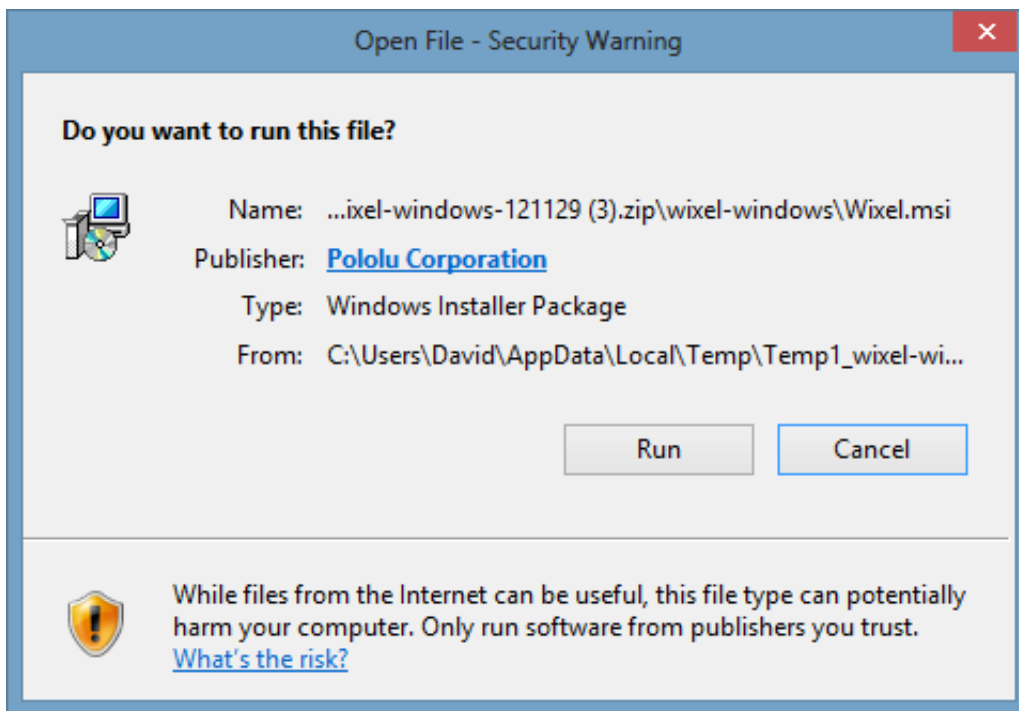 Open File - Security Warning
Do you want to run this file?
Name: ...ixel-windows-121129 (3).zip\wixel-windows\Wixel.msi
Publisher: Pololu Corporation
Type: Windows Installer Package
From: C:\Users\David\AppData\Local\Temp\Temp1_wixel-wi...
Run Cancel
While files from the Internet can be useful, this file type can potentially
harm your computer. Only run software from publishers you trust.
What's the risk?